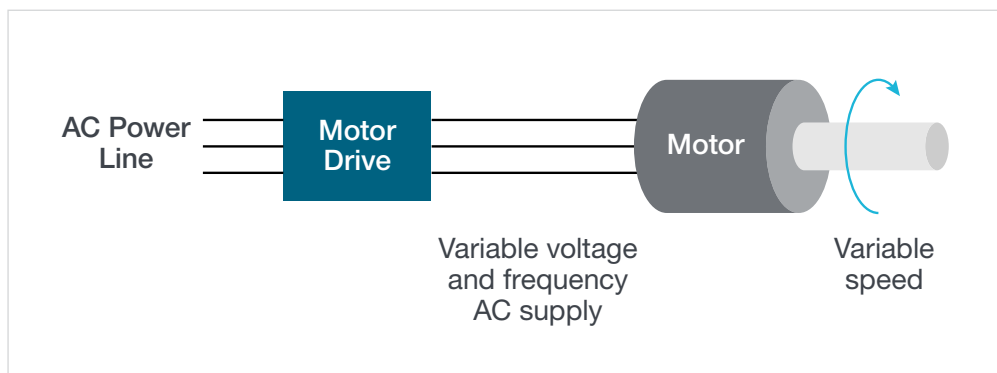 AC Power
Line
Motor
Drive
Motor
Variable voltage
and frequency
AC supply
Variable
speed